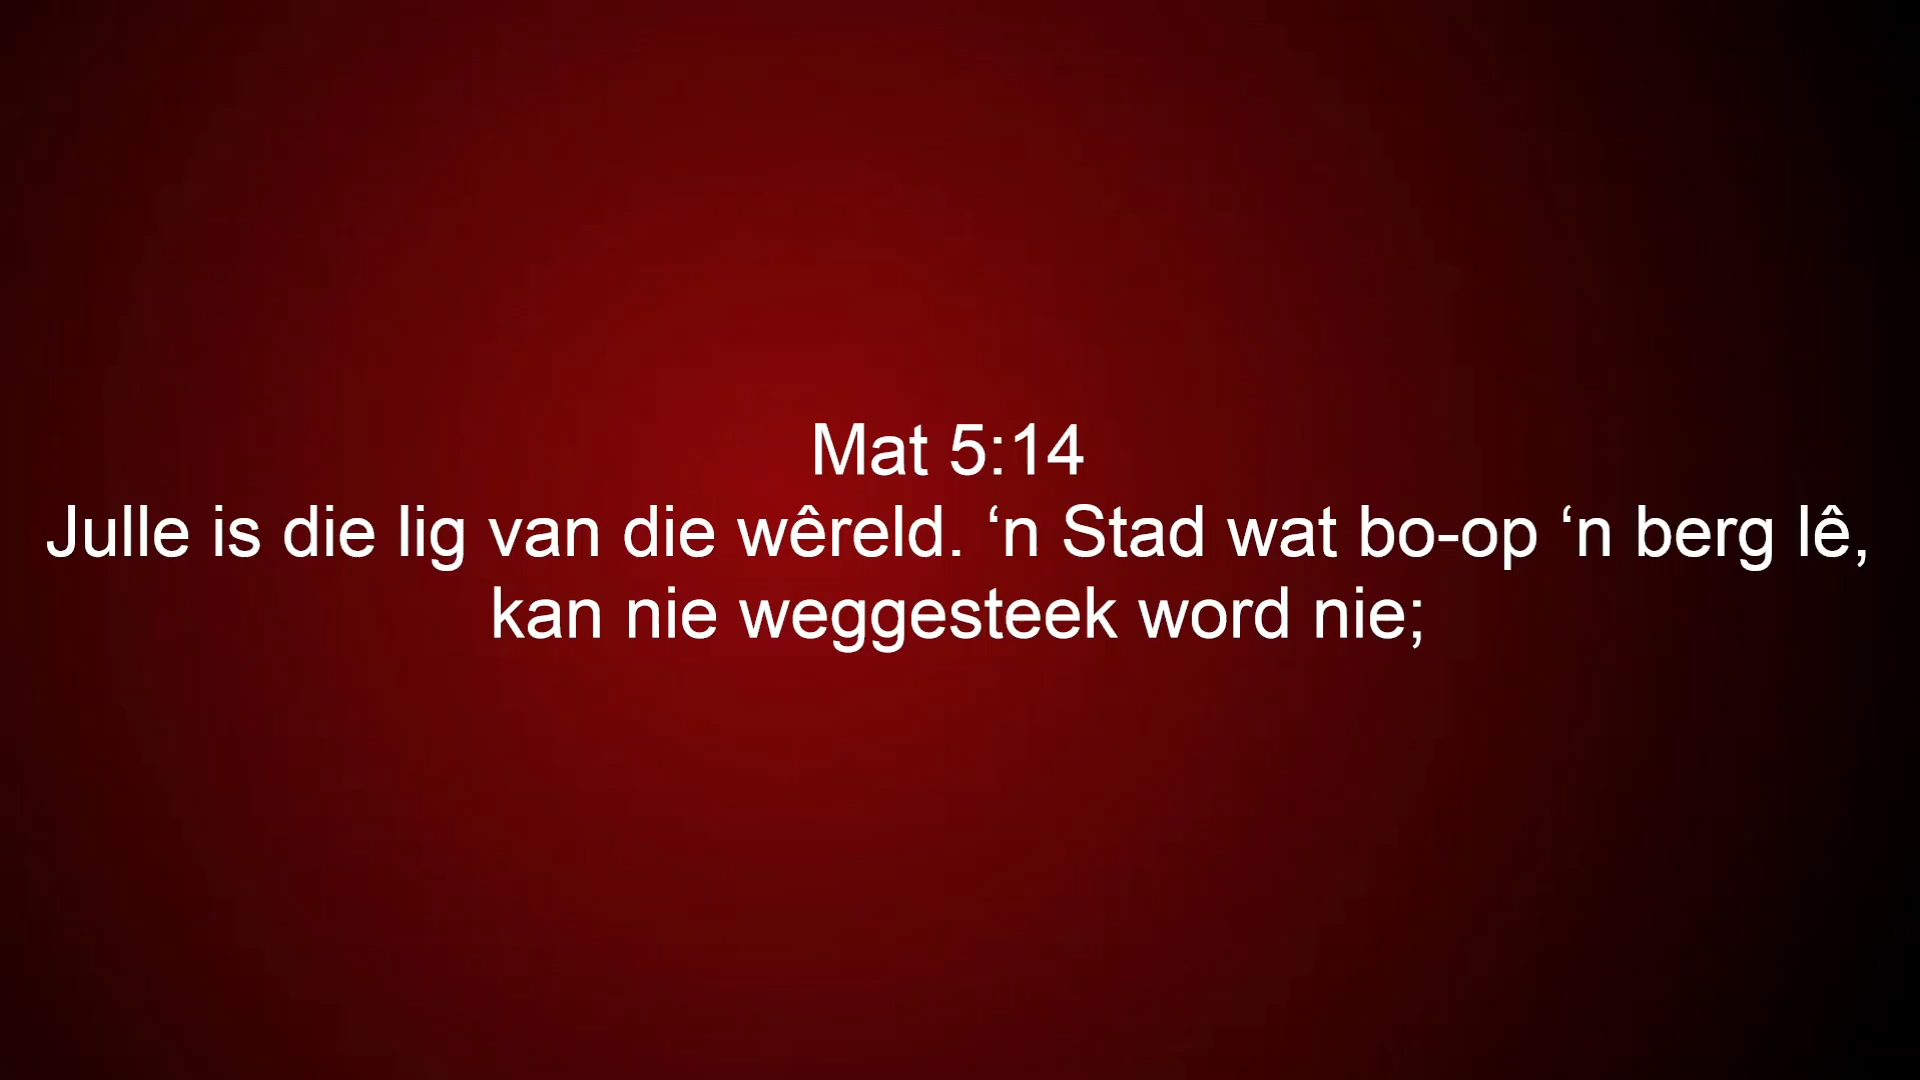 Mat 5:14
Julle is die lig van die wêreld. ‘n Stad wat bo-op ‘n berg lê,
kan nie weggesteek word nie;